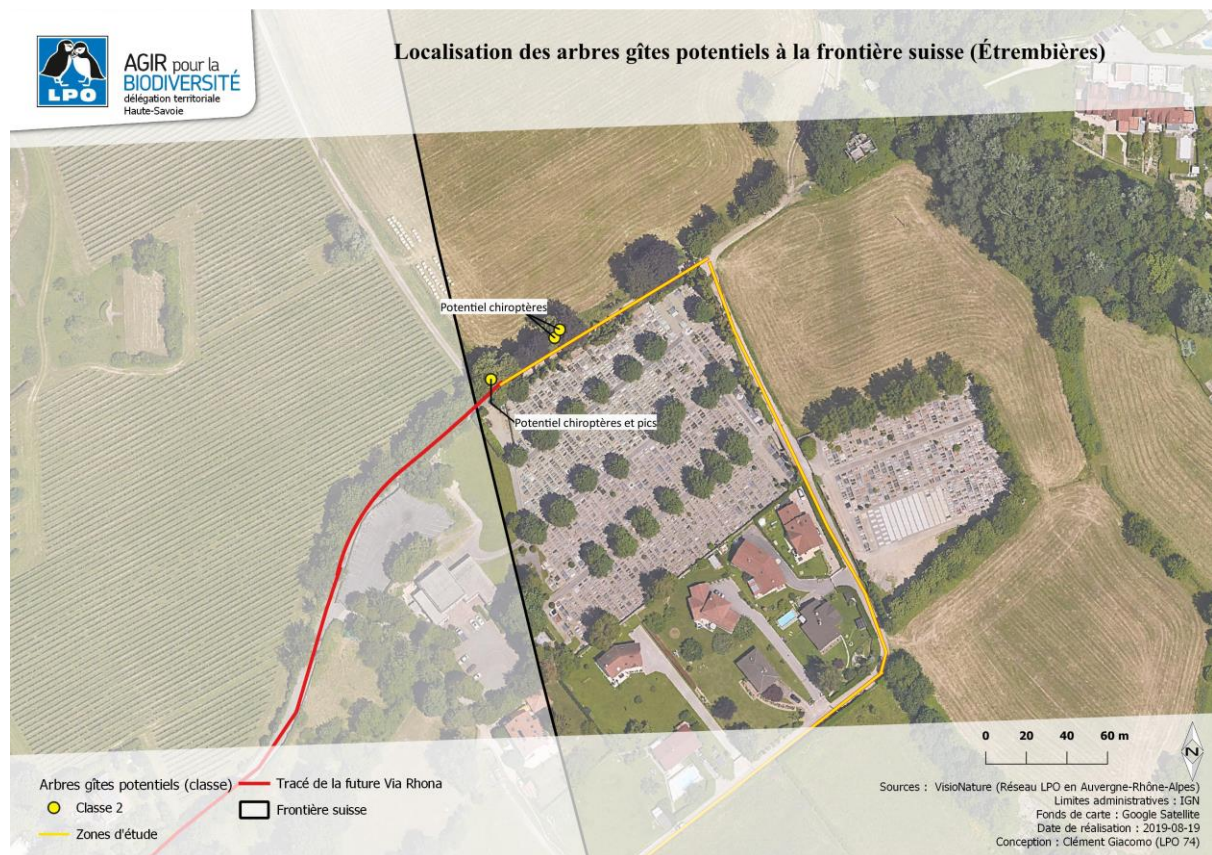 LPO
AGIR pour la
BIODIVERSITÉ
délégation territoriale
Haute-Savoie
Localisation des arbres gîtes potentiels à la frontière suisse (Étrembières)
Potentiel chiroptères
Potentiel chiroptères et pics
0 20 40 60 m
N
Arbres gîtes potentiels (classe)
Classe 2
Zones d'étude
Tracé de la future Via Rhona
Frontière suisse
Sources : VisioNature (Réseau LPO en Auvergne-Rhône-Alpes)
Limites administratives : IGN
Fonds de carte : Google Satellite
Date de réalisation : 2019-08-19
Conception : Clément Giacomo (LPO 74)